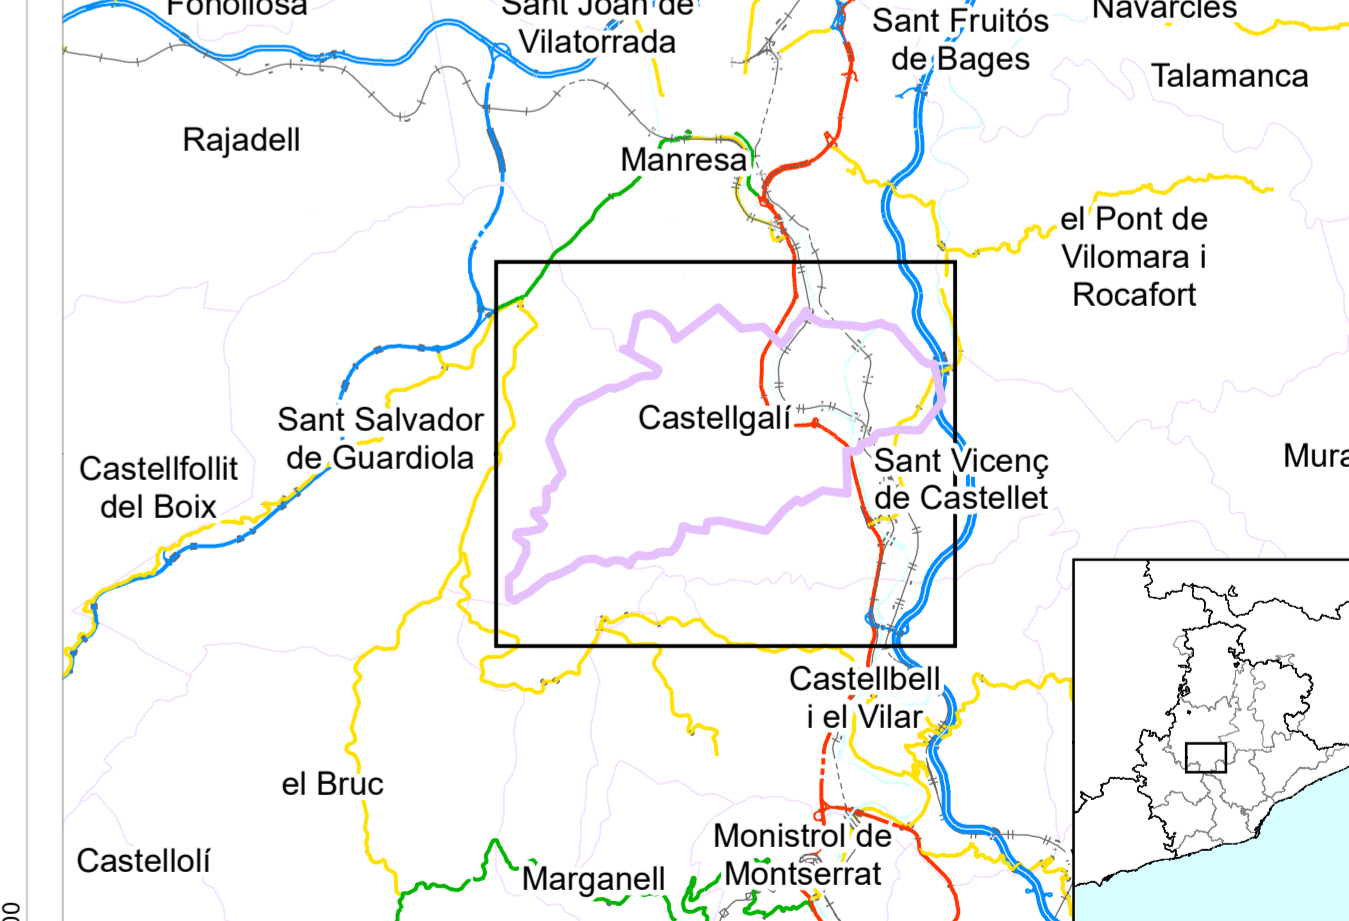 Fonollosa
Sant Joan de
Vilatorrada
Sant Fruitós
de Bages
Navarcles
Talamanca
Rajadell
Manresa
el Pont de
Vilomara i
Rocafort
Sant Salvador
de Guardiola
Castellgalí
Castellfollit
del Boix
Sant Vicenç
de Castellet
Mura
Castellbell
i el Vilar
el Bruc
Monistrol de
Montserrat
Castellolí
Marganell
00